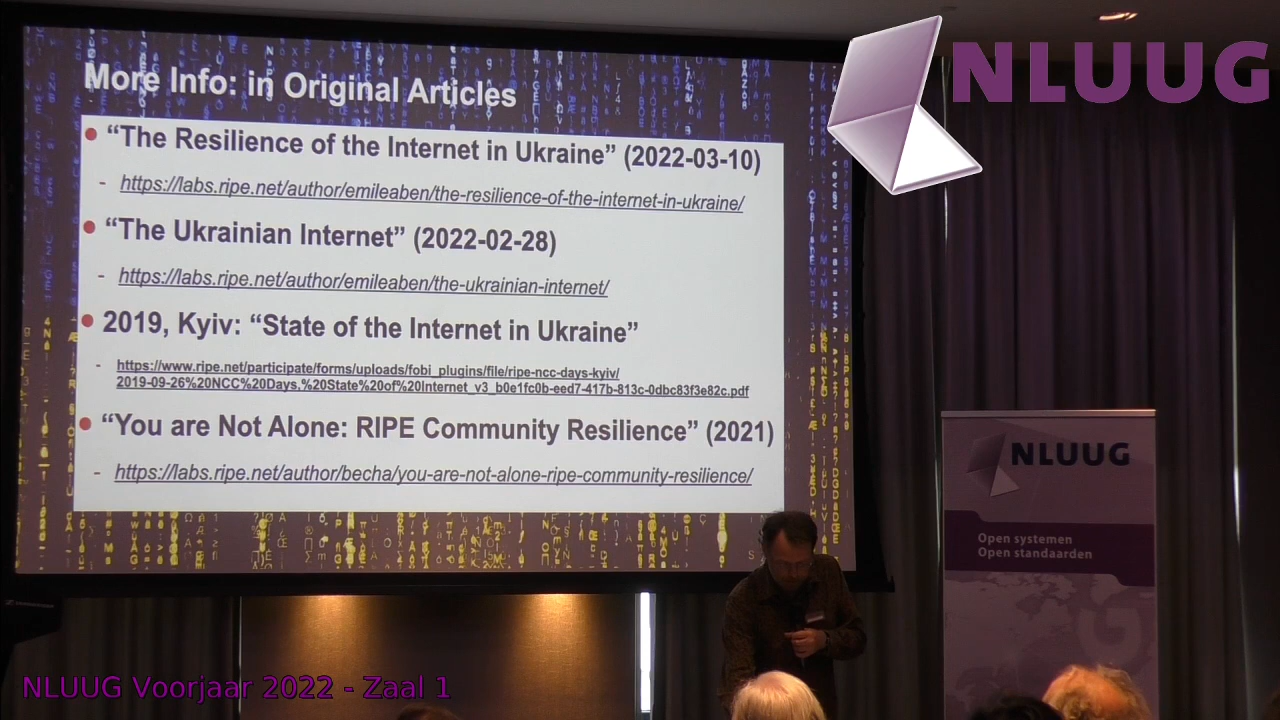 NLUUG
More Info: in Original Articles
• “The Resilience of the Internet in Ukraine” (2022-03-10)
- https://labs.ripe.net/author/emileaben/the-resilience-of-the-internet-in-ukraine/
• “The Ukrainian Internet” (2022-02-28)
- https://labs.ripe.net/author/emileaben/the-ukrainian-internet/
• 2019, Kyiv: “State of the Internet in Ukraine”
- https://www.ripe.net/participate/forms/uploads/fobi_plugins/file/ripe-ncc-days-kyiv/
2019-09-26%20NCC%20Days,%20State%20of%20Internet_v3_b0e1fc0b-eed7-417b-813c-0dbc83f3e82c.pdf
• “You are Not Alone: RIPE Community Resilience” (2021)
- https://labs.ripe.net/author/becha/you-are-not-alone-ripe-community-resilience/
NLUUG
Open systemen
Open standaarden
NLUUG Voorjaar 2022 - Zaal 1